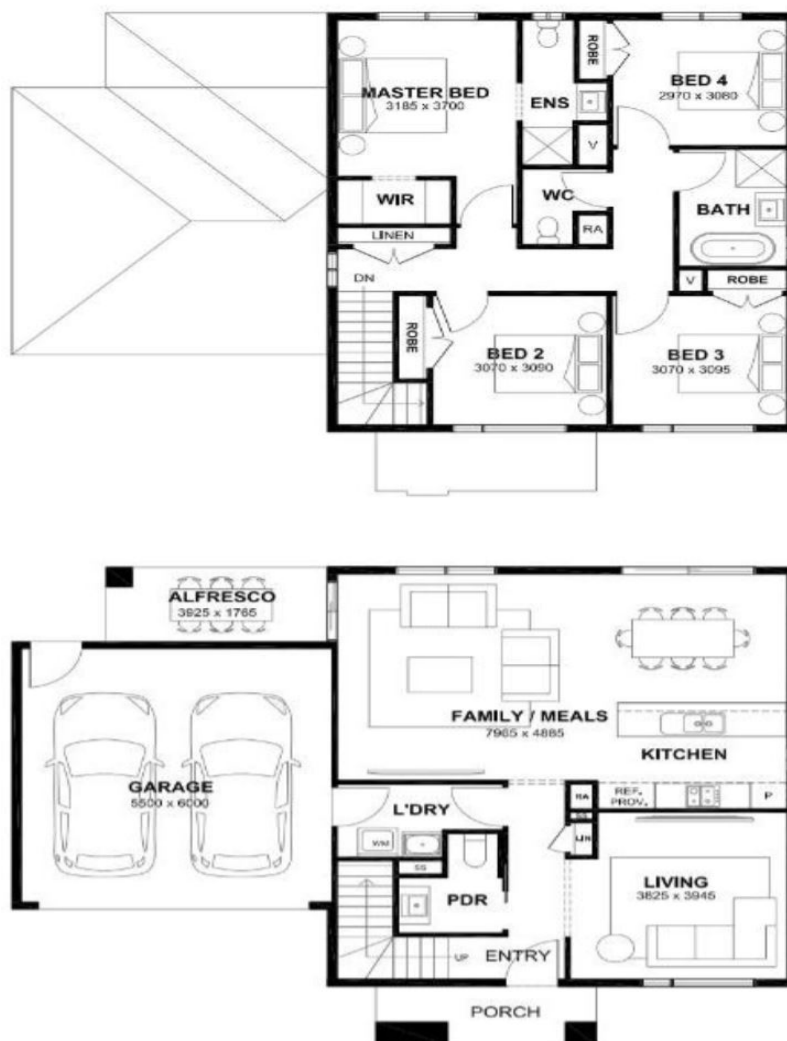 MASTER BED
3185 x 3700
ENS
ROBE
BED 4
2970 x 3080
V
WIR
WC
BATH
LINEN
RA
DN
V
ROBE
ROBE
BED 2
3070 x 3090
BED 3
3070 x 3095
ALFRESCO
3925 x 1765
FAMILY / MEALS
7965 x 4885
KITCHEN
GARAGE
5500 x 6000
L'DRY
RA
REF.
PROV.
P
WM
SS
LIN
SS
PDR
LIVING
3825 x 3945
UP
ENTRY
PORCH